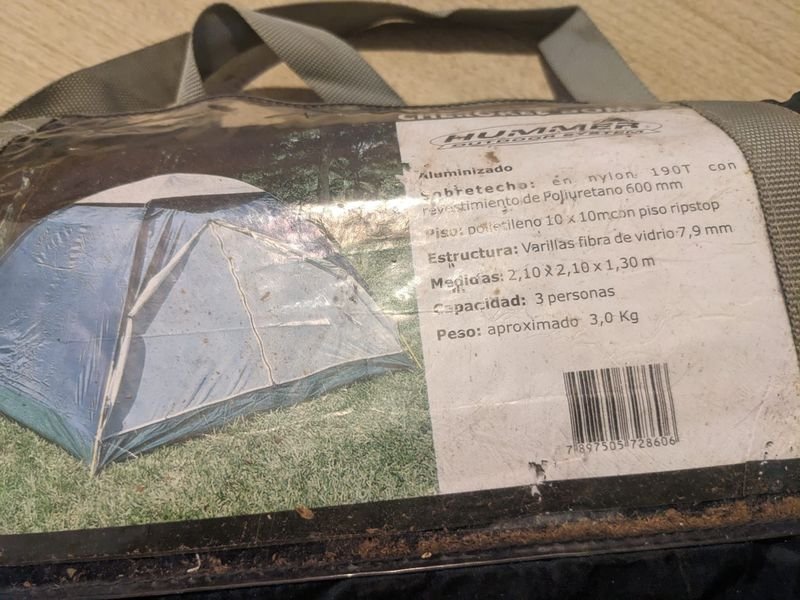 HUMMER
OUTDOOR SYSTEM
Aluminizado
Sobretecho: en nylon 190T con
revestimiento de Poliuretano 600 mm
Piso: polietileno 10 x 10mcon piso ripstop
Estructura: Varillas fibra de vidrio 7,9 mm
Medidas: 2,10 x 2,10 x 1,30 m
Capacidad: 3 personas
Peso: aproximado 3,0 Kg
7 897505 728606